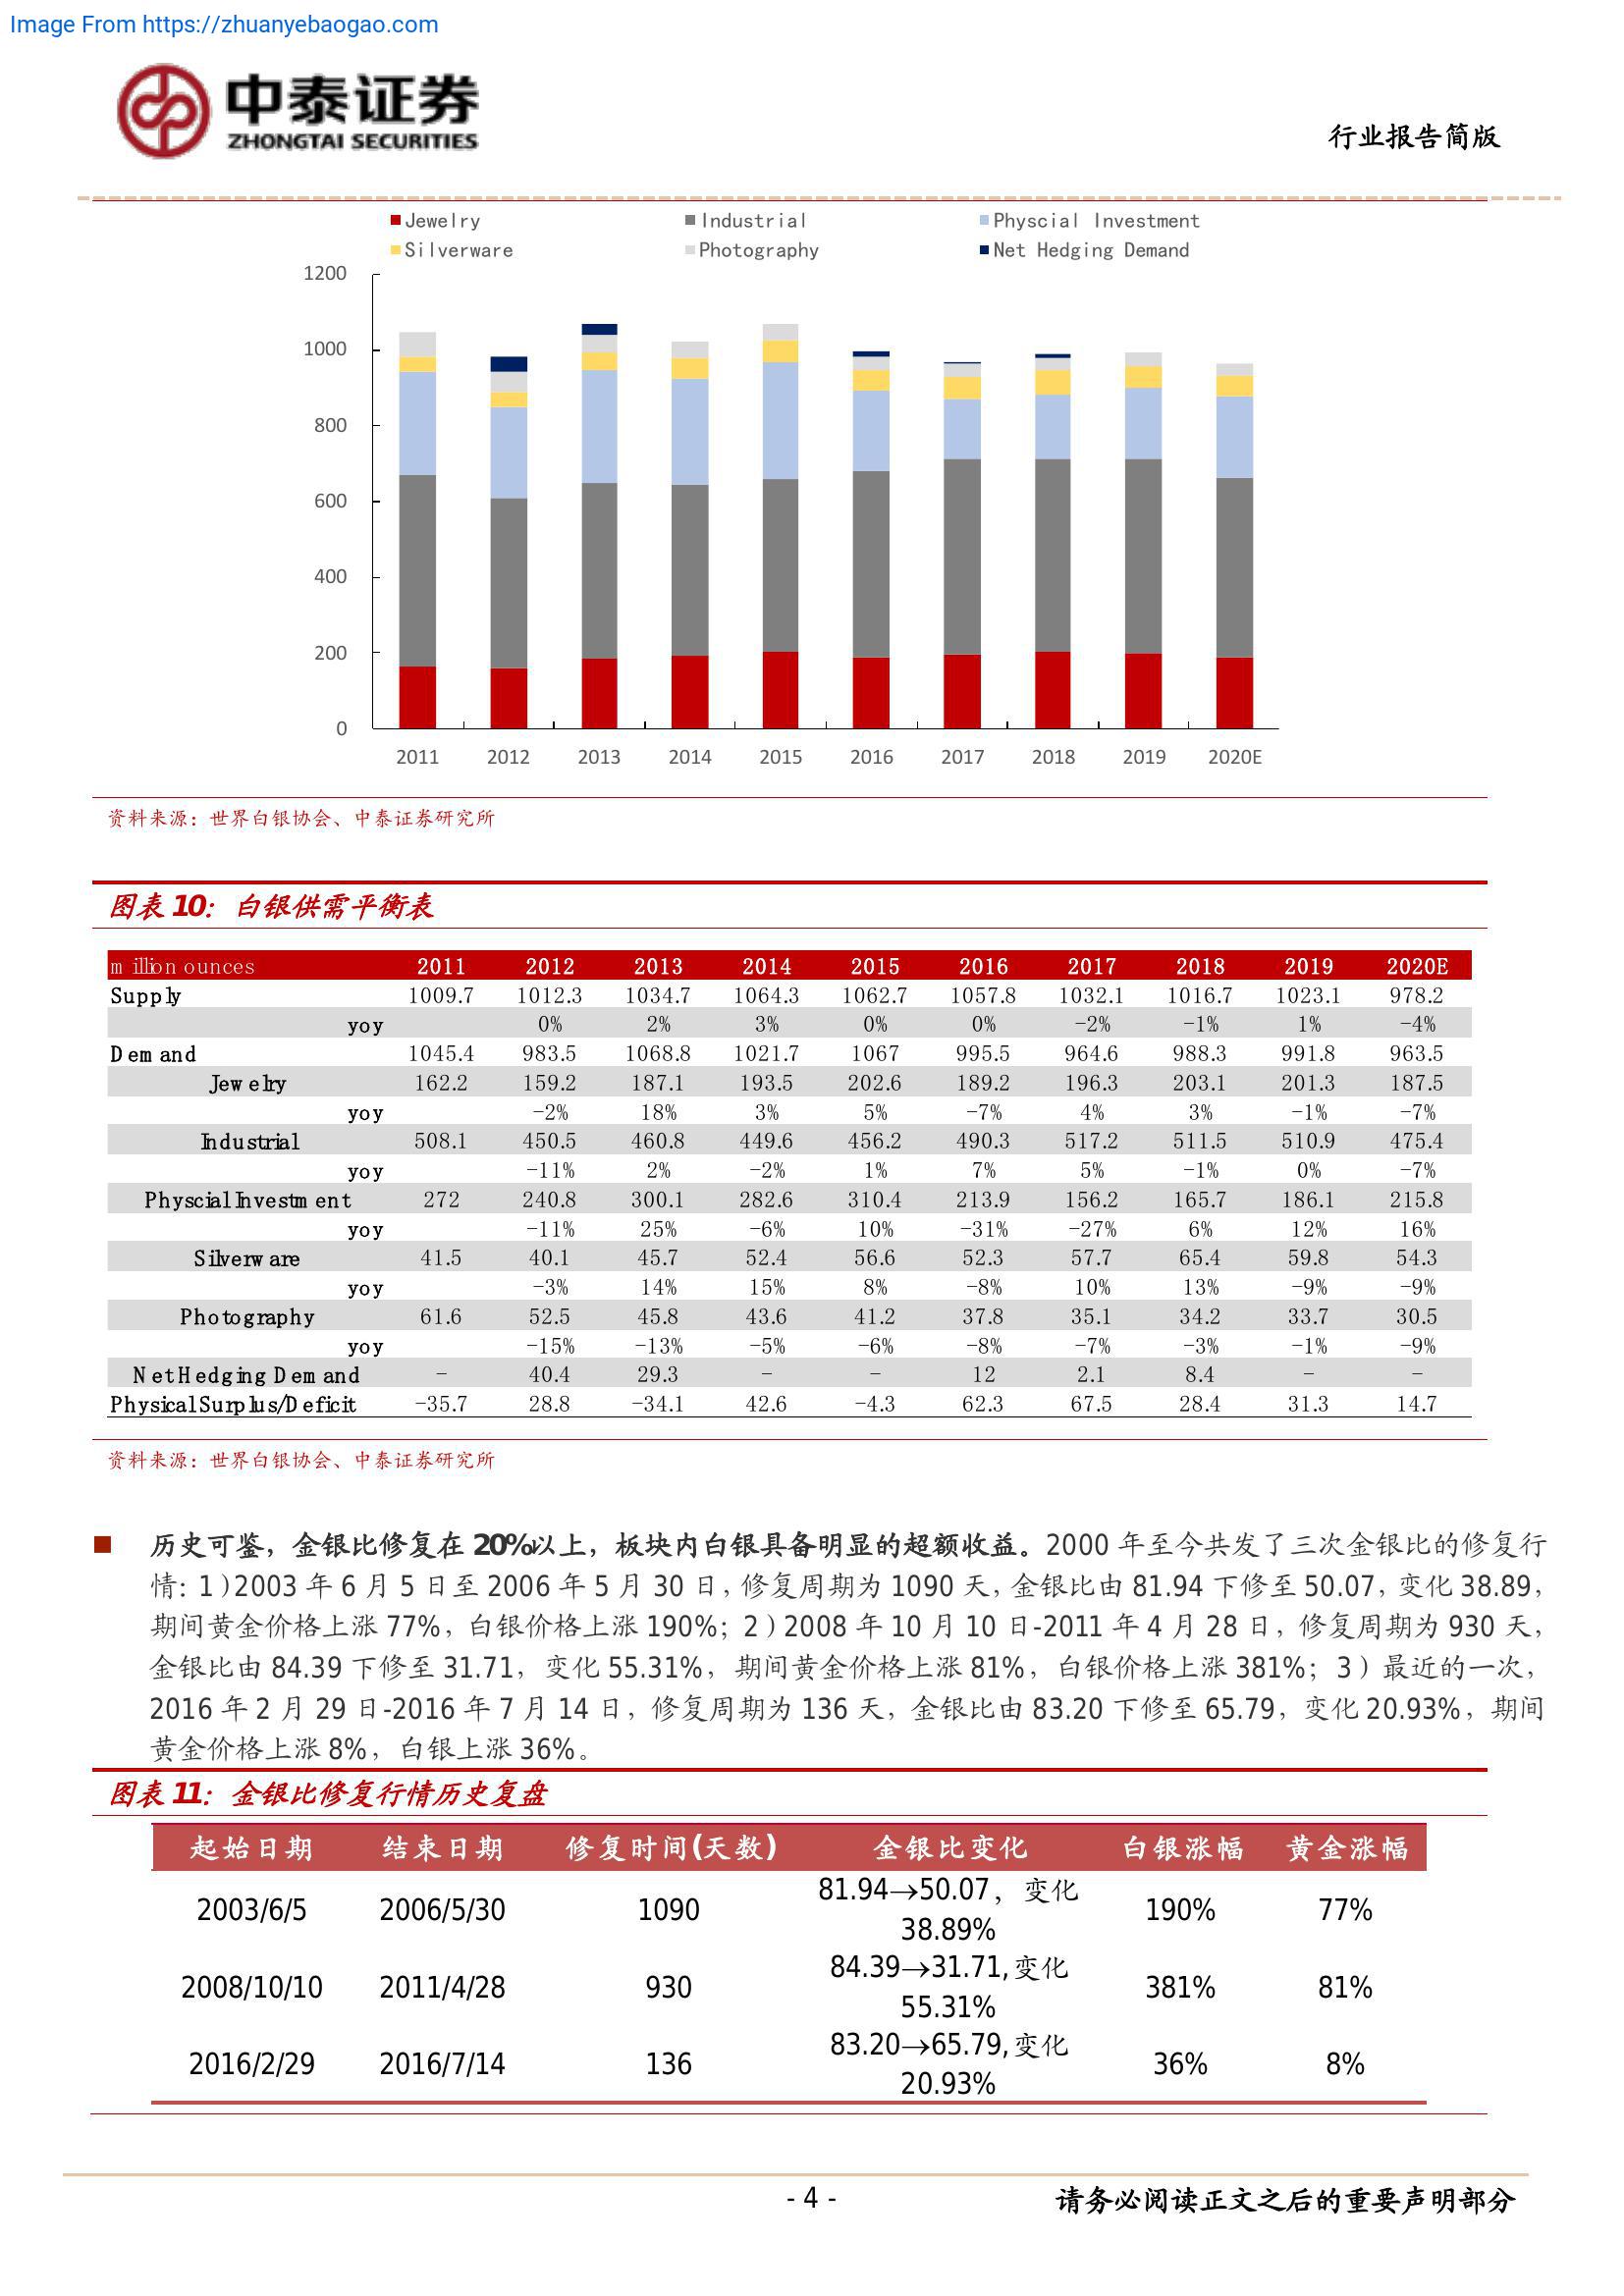 Image From https://zhuanyebaogao.com
中泰证券
ZHONGTAI SECURITIES
行业报告简版
Jewelry Industrial Physcial Investment
Silverware Photography Net Hedging Demand
1200
1000
800
600
400
200
0
2011 2012 2013 2014 2015 2016 2017 2018 2019 2020E
资料来源：世界白银协会、中泰证券研究所
图表 10：白银供需平衡表
million ounces 2011 2012 2013 2014 2015 2016 2017 2018 2019 2020E
Supply 1009.7 1012.3 1034.7 1064.3 1062.7 1057.8 1032.1 1016.7 1023.1 978.2
yoy 0% 2% 3% 0% 0% -2% -1% 1% -4%
Demand 1045.4 983.5 1068.8 1021.7 1067 995.5 964.6 988.3 991.8 963.5
Jewelry 162.2 159.2 187.1 193.5 202.6 189.2 196.3 203.1 201.3 187.5
yoy -2% 18% 3% 5% -7% 4% 3% -1% -7%
Industrial 508.1 450.5 460.8 449.6 456.2 490.3 517.2 511.5 510.9 475.4
yoy -11% 2% -2% 1% 7% 5% -1% 0% -7%
Physcial Investment 272 240.8 300.1 282.6 310.4 213.9 156.2 165.7 186.1 215.8
yoy -11% 25% -6% 10% -31% -27% 6% 12% 16%
Silverware 41.5 40.1 45.7 52.4 56.6 52.3 57.7 65.4 59.8 54.3
yoy -3% 14% 15% 8% -8% 10% 13% -9% -9%
Photography 61.6 52.5 45.8 43.6 41.2 37.8 35.1 34.2 33.7 30.5
yoy -15% -13% -5% -6% -8% -7% -3% -1% -9%
Net Hedging Demand - 40.4 29.3 - - 12 2.1 8.4 - -
Physical Surplus/Deficit -35.7 28.8 -34.1 42.6 -4.3 62.3 67.5 28.4 31.3 14.7
资料来源：世界白银协会、中泰证券研究所
■ 历史可鉴，金银比修复在 20%以上，板块内白银具备明显的超额收益。2000 年至今共发了三次金银比的修复行
情：1）2003 年 6 月 5 日至 2006 年 5 月 30 日，修复周期为 1090 天，金银比由 81.94 下修至 50.07，变化 38.89，
期间黄金价格上涨 77%，白银价格上涨 190%；2）2008 年 10 月 10 日-2011 年 4 月 28 日，修复周期为 930 天，
金银比由 84.39 下修至 31.71，变化 55.31%，期间黄金价格上涨 81%，白银价格上涨 381%；3）最近的一次，
2016 年 2 月 29 日-2016 年 7 月 14 日，修复周期为 136 天，金银比由 83.20 下修至 65.79，变化 20.93%，期间
黄金价格上涨 8%，白银上涨 36%。
图表 11：金银比修复行情历史复盘
起始日期 结束日期 修复时间(天数) 金银比变化 白银涨幅 黄金涨幅
2003/6/5 2006/5/30 1090 81.94→50.07，变化 190% 77%
38.89%
2008/10/10 2011/4/28 930 84.39→31.71,变化 381% 81%
55.31%
2016/2/29 2016/7/14 136 83.20→65.79,变化 36% 8%
20.93%
- 4 -
请务必阅读正文之后的重要声明部分